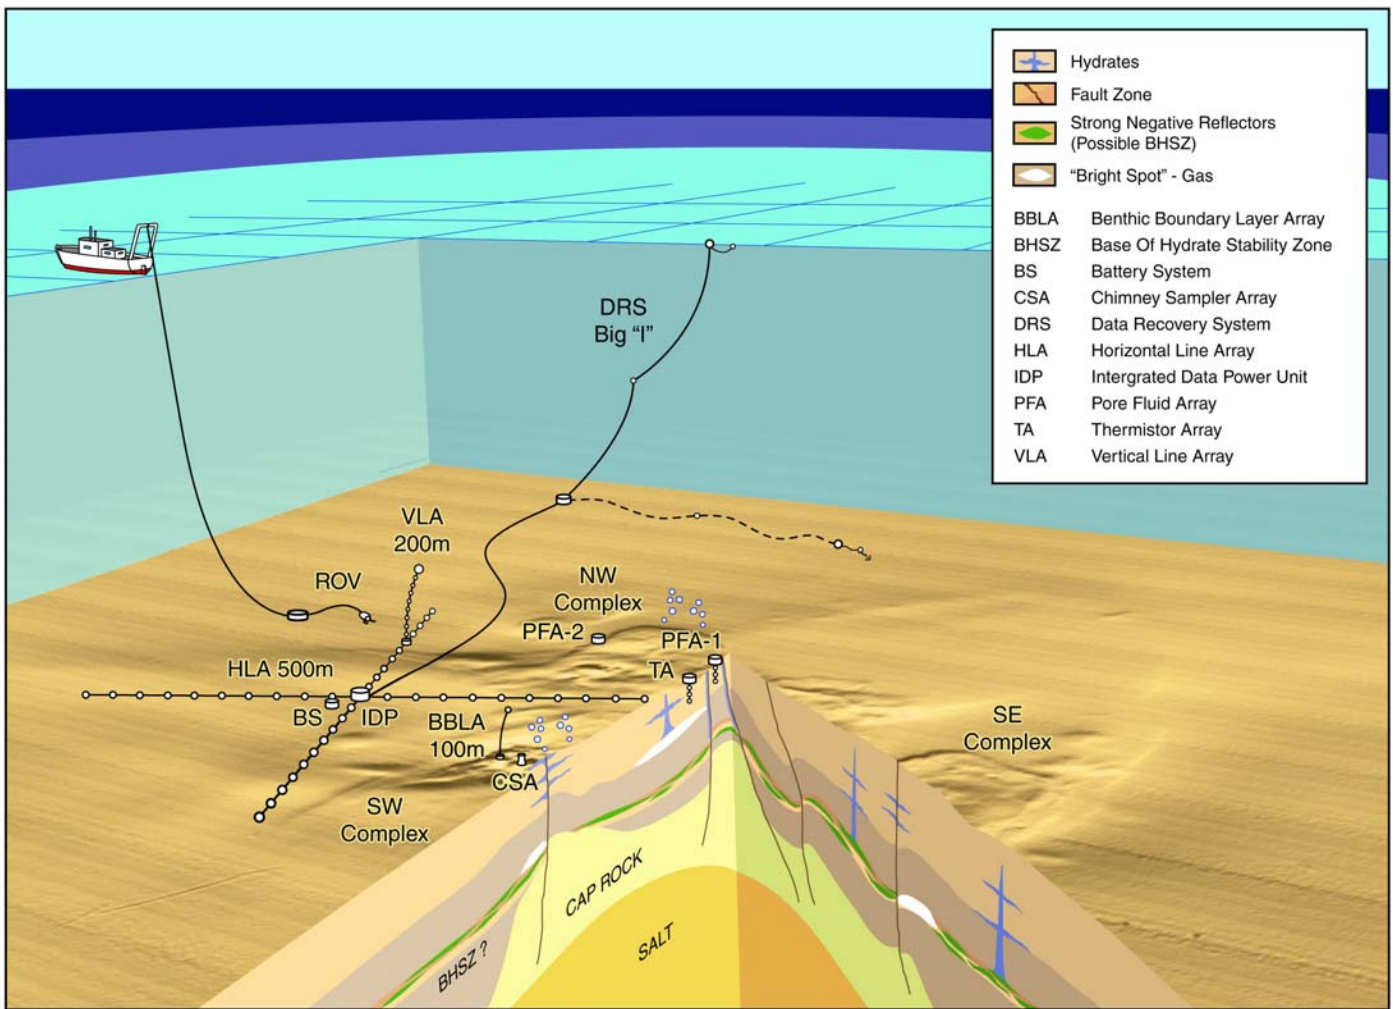 Hydrates
Fault Zone
Strong Negative Reflectors
(Possible BHSZ)
“Bright Spot” - Gas
BBLA Benthic Boundary Layer Array
BHSZ Base Of Hydrate Stability Zone
BS Battery System
CSA Chimney Sampler Array
DRS Data Recovery System
HLA Horizontal Line Array
IDP Intergrated Data Power Unit
PFA Pore Fluid Array
TA Thermistor Array
VLA Vertical Line Array
DRS
Big “I”
VLA
200m
ROV
NW
Complex
PFA-2
PFA-1
TA
HLA 500m
BS
IDP
BBLA
100m
CSA
SE
Complex
SW
Complex
CAP ROCK
SALT
BHSZ ?